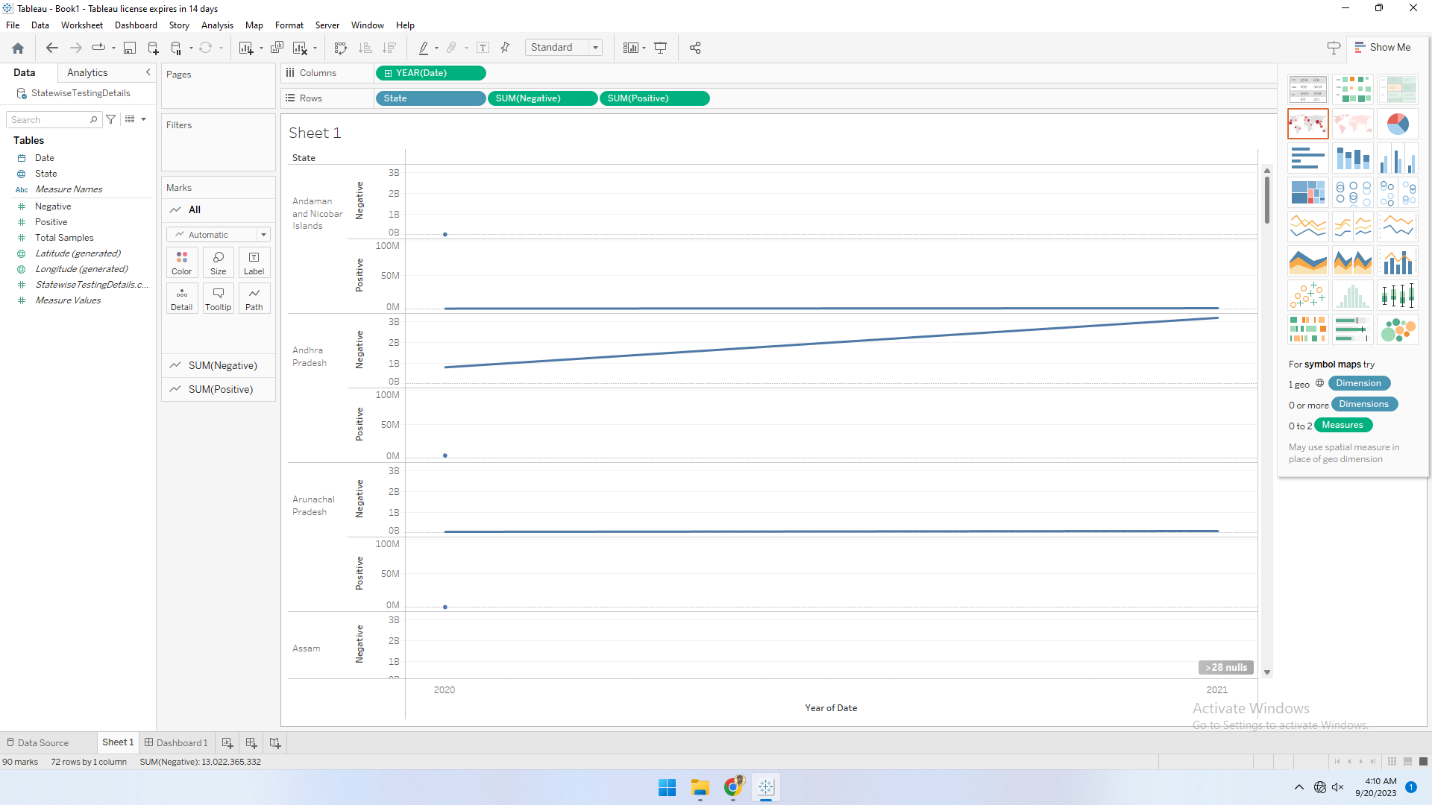 Tableau - Book1 - Tableau license expires in 14 days
File Data Worksheet Dashboard Story Analysis Map Format Server Window Help
Standard
Show Me
Data Analytics
StatewiseTestingDetails
Search
Tables
Date
State
Abc Measure Names
Negative
Positive
Total Samples
Latitude (generated)
Longitude (generated)
StatewiseTestingDetails.c...
Measure Values
Pages
Filters
Marks
All
Automatic
Color Size Label
Detail Tooltip Path
SUM(Negative)
SUM(Positive)
Columns YEAR(Date)
Rows State SUM(Negative) SUM(Positive)
Sheet 1
State
Andaman
and Nicobar
Islands
Negative
3B
2B
1B
0B
Positive
100M
50M
0M
Andhra
Pradesh
Negative
3B
2B
1B
0B
Positive
100M
50M
0M
Arunachal
Pradesh
Negative
3B
2B
1B
0B
Positive
100M
50M
0M
Assam
Negative
3B
2B
1B
>28 nulls
2020 2021
Year of Date
For symbol maps try
1 geo Dimension
0 or more Dimensions
0 to 2 Measures
May use spatial measure in
place of geo dimension
Activate Windows
Go to Settings to activate Windows.
Data Source Sheet 1 Dashboard 1
90 marks 72 rows by 1 column SUM(Negative): 13,022,365,332
4:10 AM
9/20/2023
1